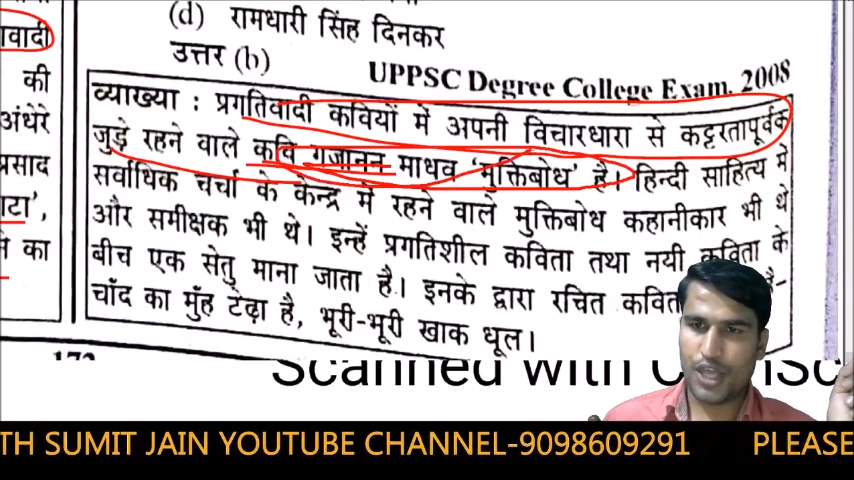 (d) रामधारी सिंह दिनकर
उत्तर (b)
UPPSC Degree College Exam. 2008
वादी
की
अंधेरे
प्रसाद
का
व्याख्या : प्रगतिवादी कवियों में अपनी विचारधारा से कट्टरतापूर्वक
जुड़े रहने वाले कवि गजानन माधव 'मुक्तिबोध' है। हिन्दी साहित्य में
सर्वाधिक चर्चा के केन्द्र में रहने वाले मुक्तिबोध कहानीकार भी थे
और समीक्षक भी थे। इन्हें प्रगतिशील कविता तथा नयी कविता के
बीच एक सेतु माना जाता है। इनके द्वारा रचित कविता है-
चाँद का मुँह टेढ़ा है, भूरी-भूरी खाक धूल।
Scanned with
TH SUMIT JAIN YOUTUBE CHANNEL-9098609291 PLEASE